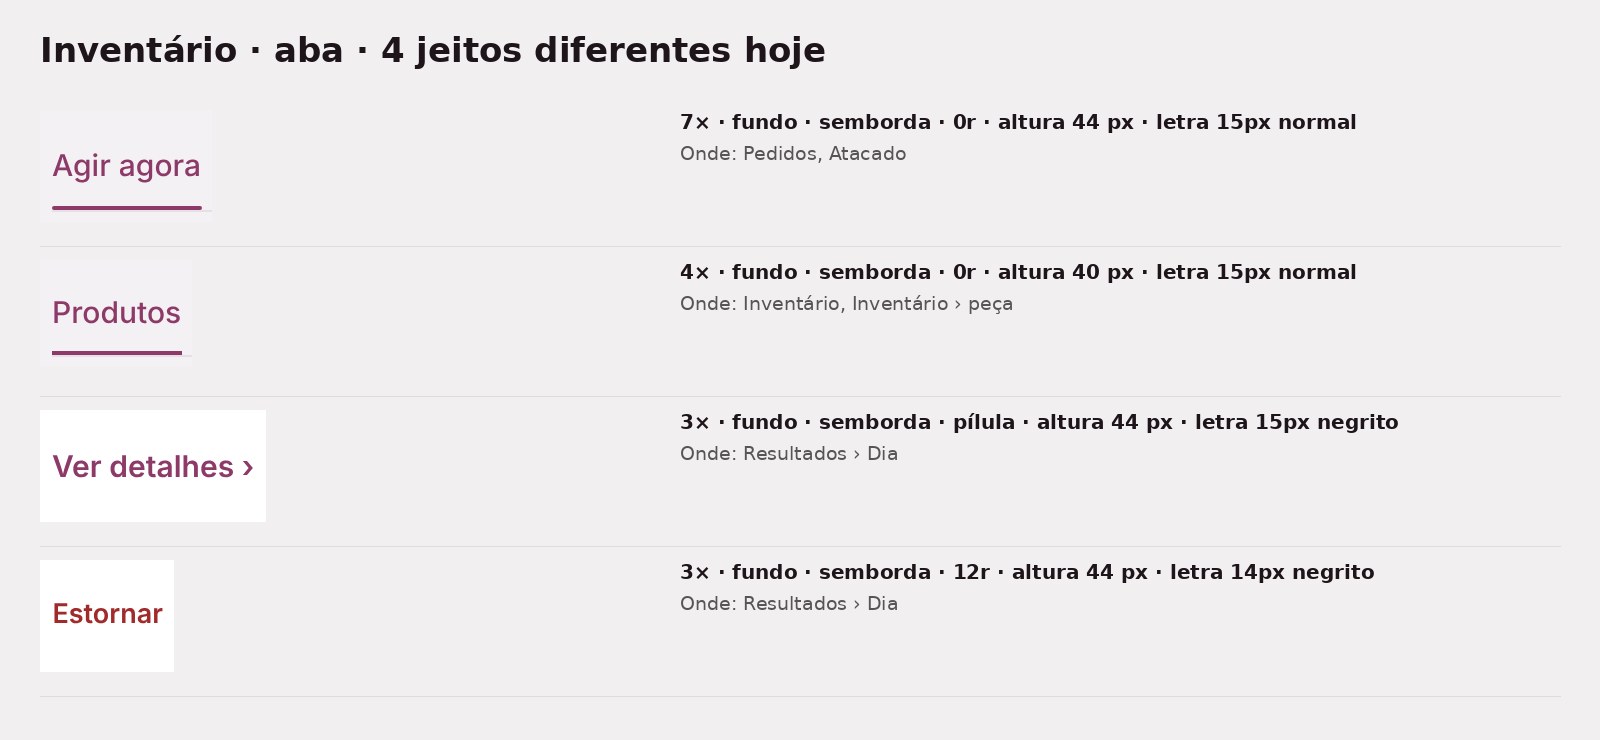 Inventário · aba · 4 jeitos diferentes hoje
Agir agora
7× · fundo · semborda · 0r · altura 44 px · letra 15px normal
Onde: Pedidos, Atacado
Produtos
4× · fundo · semborda · 0r · altura 40 px · letra 15px normal
Onde: Inventário, Inventário › peça
Ver detalhes ›
3× · fundo · semborda · pílula · altura 44 px · letra 15px negrito
Onde: Resultados › Dia
Estornar
3× · fundo · semborda · 12r · altura 44 px · letra 14px negrito
Onde: Resultados › Dia